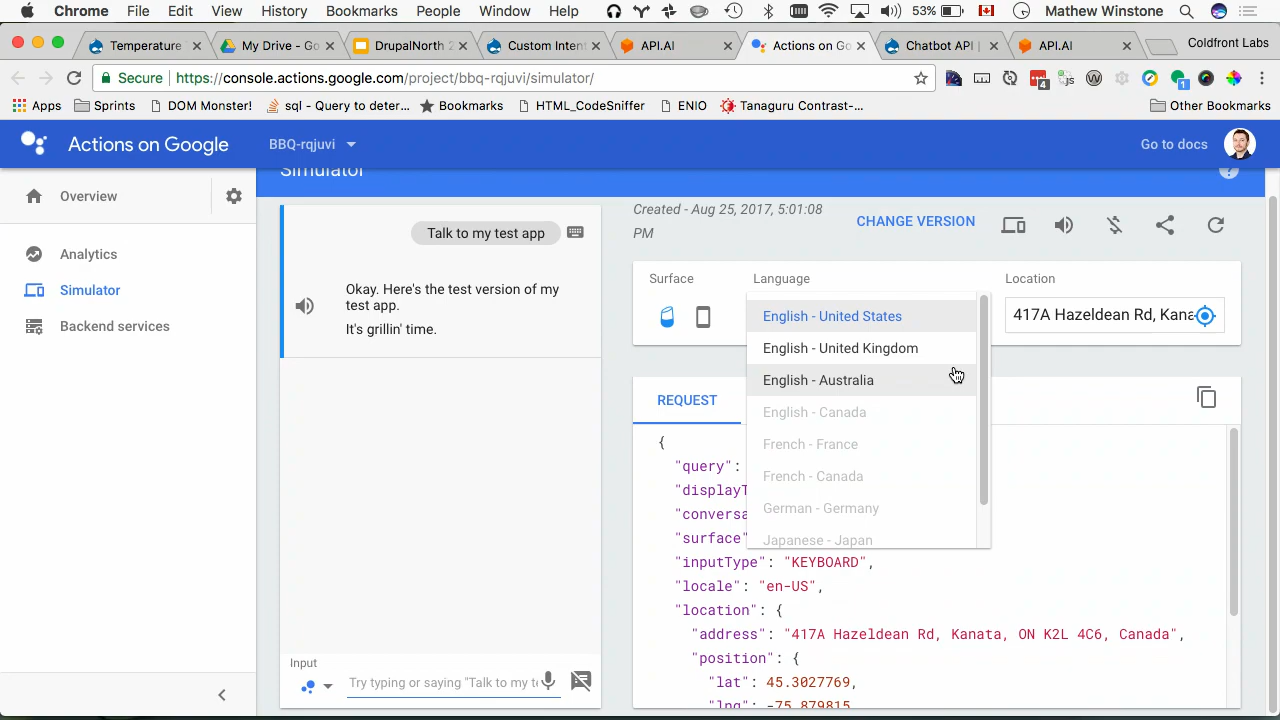 Chrome File Edit View History Bookmarks People Window Help 53% Mathew Winstone
Temperature My Drive - Go DrupalNorth 2 Custom Inten API.AI Actions on Go Chatbot API | API.AI Coldfront Labs
Secure https://console.actions.google.com/project/bbq-rqjuvi/simulator/
Apps Sprints DOM Monster! sql - Query to deter... Bookmarks HTML_CodeSniffer ENIO Tanaguru Contrast-... Other Bookmarks
Actions on Google BBQ-rqjuvi Go to docs
Simulator
Overview
Analytics
Simulator
Backend services
Talk to my test app
Okay. Here's the test version of my
test app.
It's grillin' time.
Input
Try typing or saying "Talk to my t
Created - Aug 25, 2017, 5:01:08
PM
CHANGE VERSION
Surface Language Location
417A Hazeldean Rd, Kana
English - United States
English - United Kingdom
English - Australia
English - Canada
French - France
French - Canada
German - Germany
Japanese - Japan
REQUEST
{
"query":
"displayT
"conversa
"surface"
"inputType": "KEYBOARD",
"locale": "en-US",
"location": {
"address": "417A Hazeldean Rd, Kanata, ON K2L 4C6, Canada",
"position": {
"lat": 45.3027769,
"lng": -75.879815